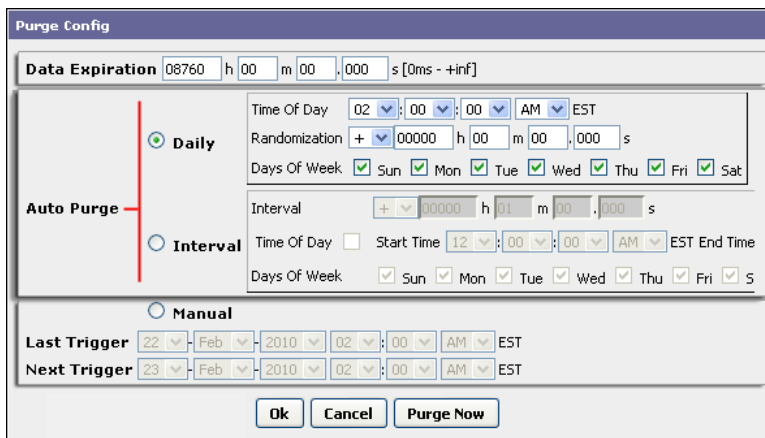 Purge Config
Data Expiration 08760 h 00 m 00 .000 s [0ms - +inf]
Time Of Day 02 : 00 : 00 AM EST
Daily Randomization + 00000 h 00 m 00 .000 s
Days Of Week Sun Mon Tue Wed Thu Fri Sat
Auto Purge
Interval + 00000 h 01 m 00 .000 s
Interval Time Of Day Start Time 12 : 00 : 00 AM EST End Time
Days Of Week Sun Mon Tue Wed Thu Fri S
Manual
Last Trigger 22 - Feb - 2010 02 : 00 AM EST
Next Trigger 23 - Feb - 2010 02 : 00 AM EST
Ok Cancel Purge Now